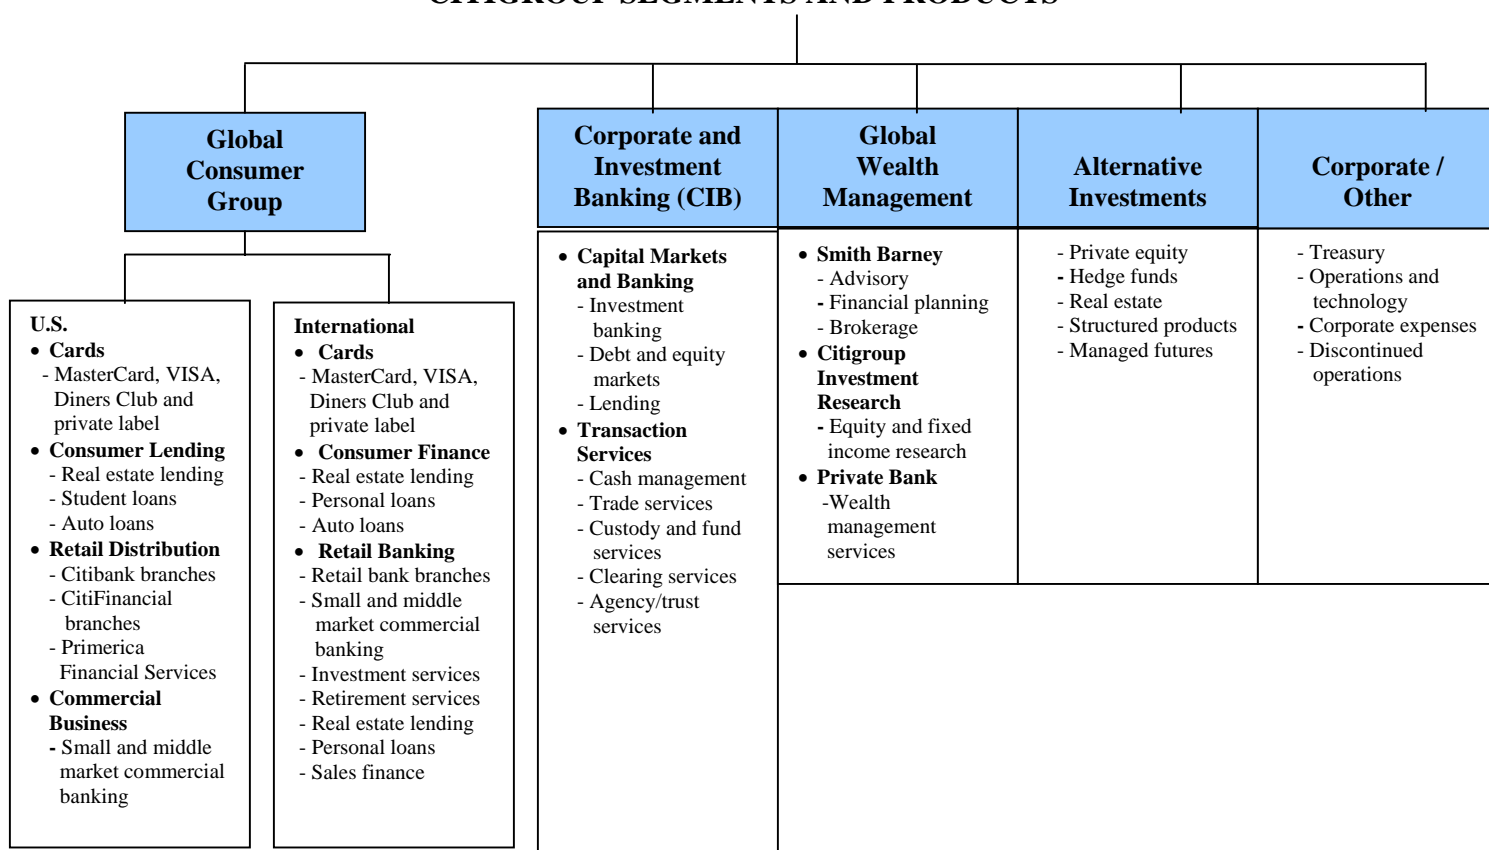 CITIGROUP SEGMENTS AND PRODUCTS
Global
Consumer
Group
Corporate and
Investment
Banking (CIB)
Global
Wealth
Management
Alternative
Investments
Corporate /
Other
U.S.
• Cards
- MasterCard, VISA,
Diners Club and
private label
• Consumer Lending
- Real estate lending
- Student loans
- Auto loans
• Retail Distribution
- Citibank branches
- CitiFinancial
branches
- Primerica
Financial Services
• Commercial
Business
- Small and middle
market commercial
banking
International
• Cards
- MasterCard, VISA,
Diners Club and
private label
• Consumer Finance
- Real estate lending
- Personal loans
- Auto loans
• Retail Banking
- Retail bank branches
- Small and middle
market commercial
banking
- Investment services
- Retirement services
- Real estate lending
- Personal loans
- Sales finance
• Capital Markets
and Banking
- Investment
banking
- Debt and equity
markets
- Lending
• Transaction
Services
- Cash management
- Trade services
- Custody and fund
services
- Clearing services
- Agency/trust
services
• Smith Barney
- Advisory
- Financial planning
- Brokerage
• Citigroup
Investment
Research
- Equity and fixed
income research
• Private Bank
-Wealth
management
services
- Private equity
- Hedge funds
- Real estate
- Structured products
- Managed futures
- Treasury
- Operations and
technology
- Corporate expenses
- Discontinued
operations